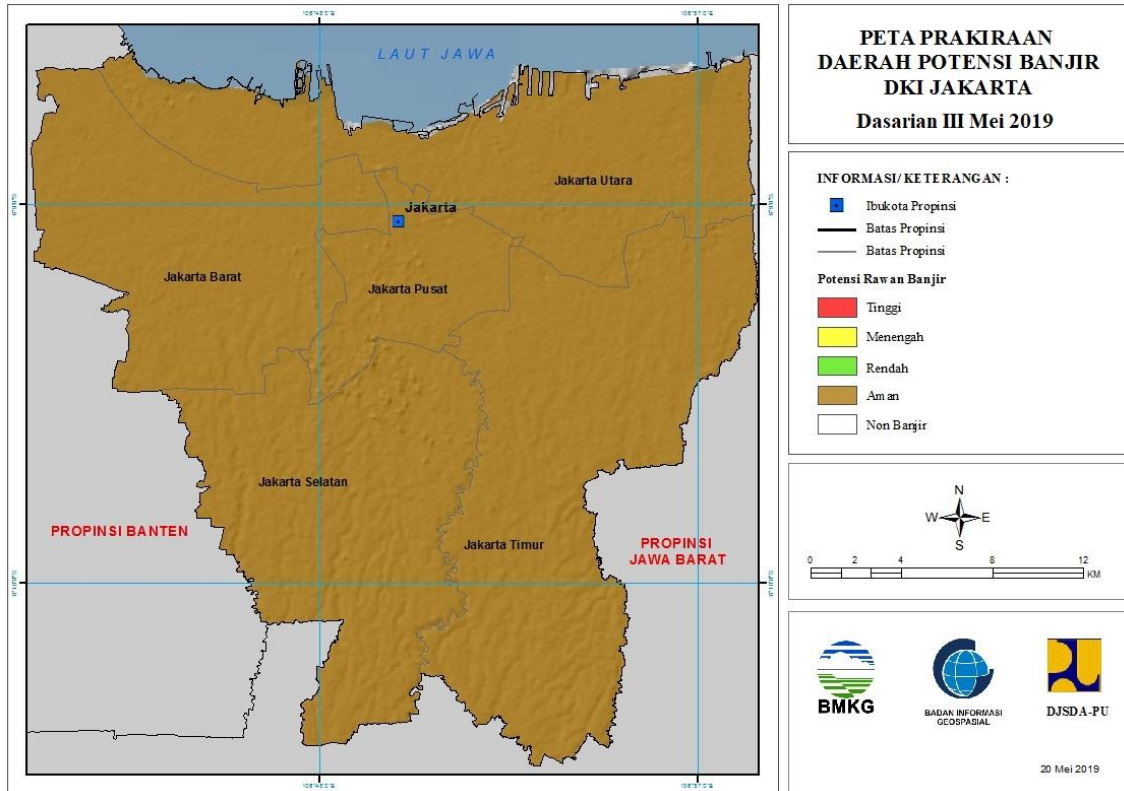 PETA PRAKIRAAN
DAERAH POTENSI BANJIR
DKI JAKARTA
Dasarian III Mei 2019
INFORMASI/ KETERANGAN :
Ibukota Propinsi
Batas Propinsi
Batas Propinsi
Potensi Rawan Banjir
Tinggi
Menengah
Rendah
Aman
Non Banjir
LAUT JAWA
Jakarta Utara
Jakarta
Jakarta Barat
Jakarta Pusat
Jakarta Selatan
PROPINSI BANTEN
Jakarta Timur
PROPINSI
JAWA BARAT
N
W E
S
0 2 4 8 12
KM
BMKG
BADAN INFORMASI
GEOSPASIAL
DJSDA-PU
20 Mei 2019